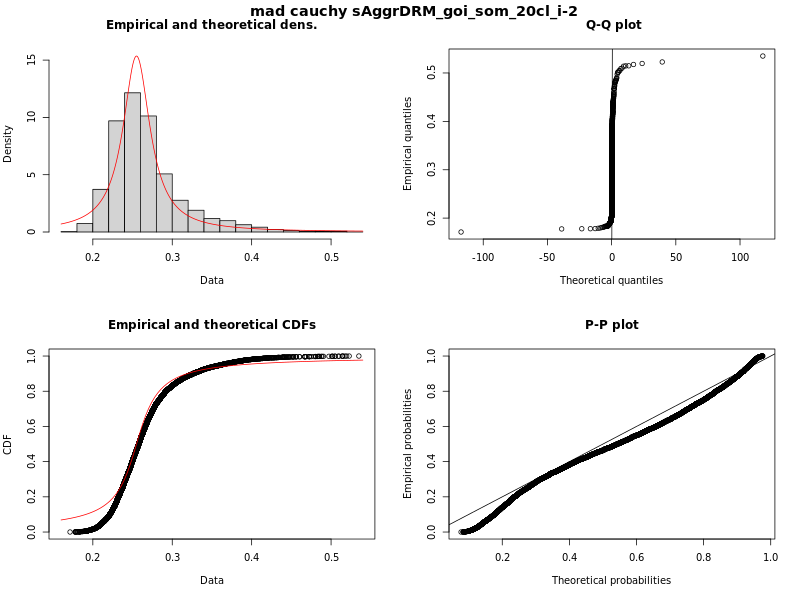 mad cauchy sAggrDRM_goi_som_20cl_i-2
Empirical and theoretical dens.
Density
0 5 10 15
0.2 0.3 0.4 0.5
Data
Q-Q plot
Empirical quantiles
0.2 0.3 0.4 0.5
-100 -50 0 50 100
Theoretical quantiles
Empirical and theoretical CDFs
CDF
0.0 0.2 0.4 0.6 0.8 1.0
0.2 0.3 0.4 0.5
Data
P-P plot
Empirical probabilities
0.0 0.2 0.4 0.6 0.8 1.0
0.2 0.4 0.6 0.8 1.0
Theoretical probabilities